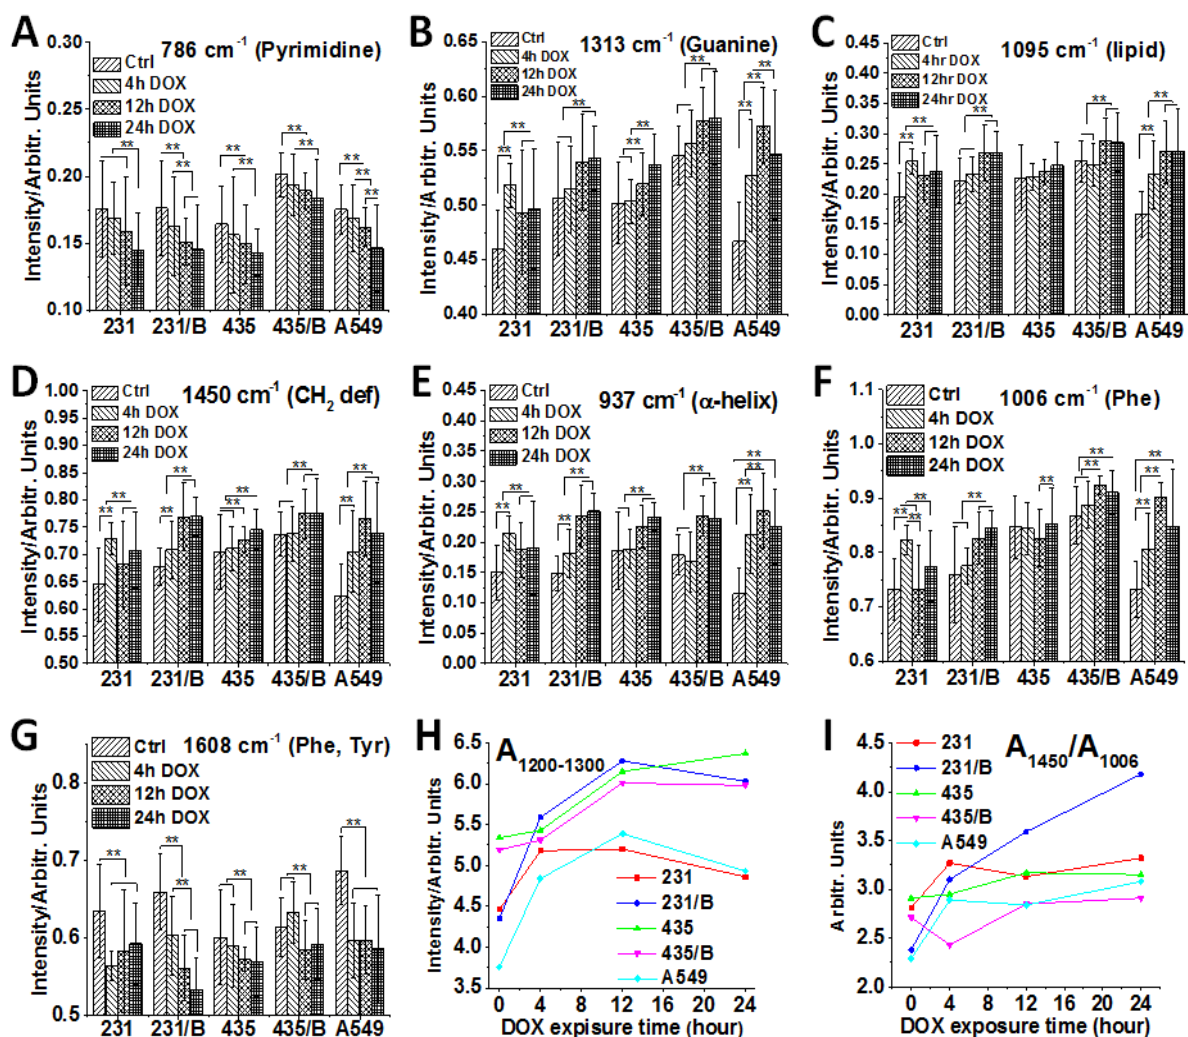 A
786 cm⁻¹ (Pyrimidine)
Ctrl
4h DOX
12h DOX
24h DOX
Intensity/Arbitr. Units
0.30
0.25
0.20
0.15
0.10
** ** ** ** ** ** ** ** ** **
231 231/B 435 435/B A549
B
1313 cm⁻¹ (Guanine)
Ctrl
4h DOX
12h DOX
24h DOX
Intensity/Arbitr. Units
0.65
0.60
0.55
0.50
0.45
0.40
** ** ** ** ** ** ** ** **
231 231/B 435 435/B A549
C
1095 cm⁻¹ (lipid)
Ctrl
4hr DOX
12hr DOX
24hr DOX
Intensity/Arbitr. Units
0.45
0.40
0.35
0.30
0.25
0.20
0.15
0.10
0.05
0.00
** ** ** ** ** **
231 231/B 435 435/B A549
D
1450 cm⁻¹ (CH₂ def)
Ctrl
4h DOX
12h DOX
24h DOX
Intensity/Arbitr. Units
1.00
0.95
0.90
0.85
0.80
0.75
0.70
0.65
0.60
0.55
0.50
** ** ** ** ** ** ** ** **
231 231/B 435 435/B A549
E
937 cm⁻¹ (α-helix)
Ctrl
4h DOX
12h DOX
24h DOX
Intensity/Arbitr. Units
0.45
0.40
0.35
0.30
0.25
0.20
0.15
0.10
0.05
0.00
** ** ** ** ** ** ** ** **
231 231/B 435 435/B A549
F
1006 cm⁻¹ (Phe)
Ctrl
4h DOX
12h DOX
24h DOX
Intensity/Arbitr. Units
1.1
1.0
0.9
0.8
0.7
0.6
** ** ** ** ** ** ** ** ** **
231 231/B 435 435/B A549
G
1608 cm⁻¹ (Phe, Tyr)
Ctrl
4h DOX
12h DOX
24h DOX
Intensity/Arbitr. Units
0.8
0.7
0.6
0.5
** ** ** ** ** ** **
231 231/B 435 435/B A549
H
A₁₂₀₀₋₁₃₀₀
Intensity/Arbitr. Units
6.5
6.0
5.5
5.0
4.5
4.0
3.5
231
231/B
435
435/B
A549
0 4 8 12 16 20 24
DOX expisure time (hour)
I
A₁₄₅₀/A₁₀₀₆
231
231/B
435
435/B
A549
Arbitr. Units
4.5
4.0
3.5
3.0
2.5
2.0
0 4 8 12 16 20 24
DOX exposure time (hour)